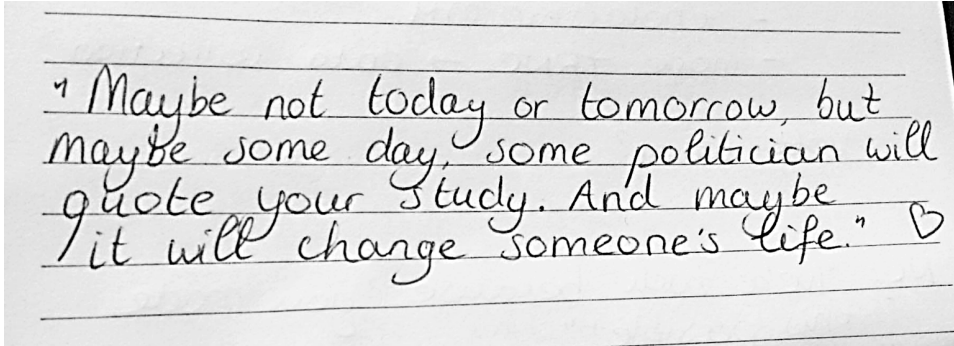 "Maybe not today or tomorrow, but
maybe some day, some politician will
quote your study. And maybe
it will change someone's life." ♡